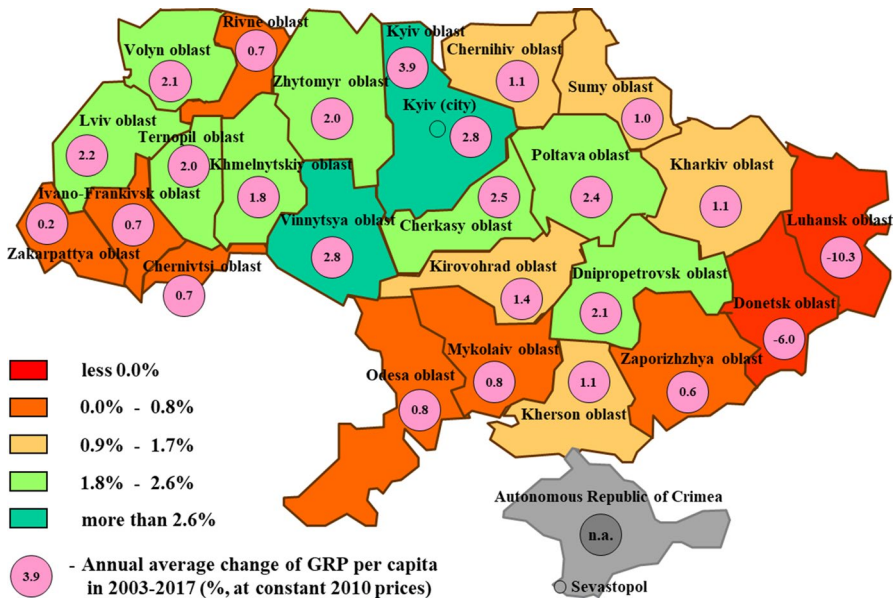 Rivne oblast
0.7
Volyn oblast
2.1
Kyiv oblast
3.9
Chernihiv oblast
1.1
Zhytomyr oblast
2.0
Sumy oblast
1.0
Kyiv (city)
2.8
Lviv oblast
2.2
Ternopil oblast
2.0
Khmelnytskiy oblast
1.8
Poltava oblast
2.4
Kharkiv oblast
1.1
Ivano-Frankivsk oblast
0.7
0.2
Zakarpattya oblast
Chernivtsi oblast
0.7
Vinnytsya oblast
2.8
2.5
Cherkasy oblast
Luhansk oblast
-10.3
Kirovohrad oblast
1.4
Dnipropetrovsk oblast
2.1
Donetsk oblast
-6.0
Odesa oblast
0.8
Mykolaiv oblast
0.8
1.1
Kherson oblast
Zaporizhzhya oblast
0.6
less 0.0%
0.0% - 0.8%
0.9% - 1.7%
1.8% - 2.6%
more than 2.6%
Autonomous Republic of Crimea
n.a.
Sevastopol
3.9
- Annual average change of GRP per capita
in 2003-2017 (%, at constant 2010 prices)